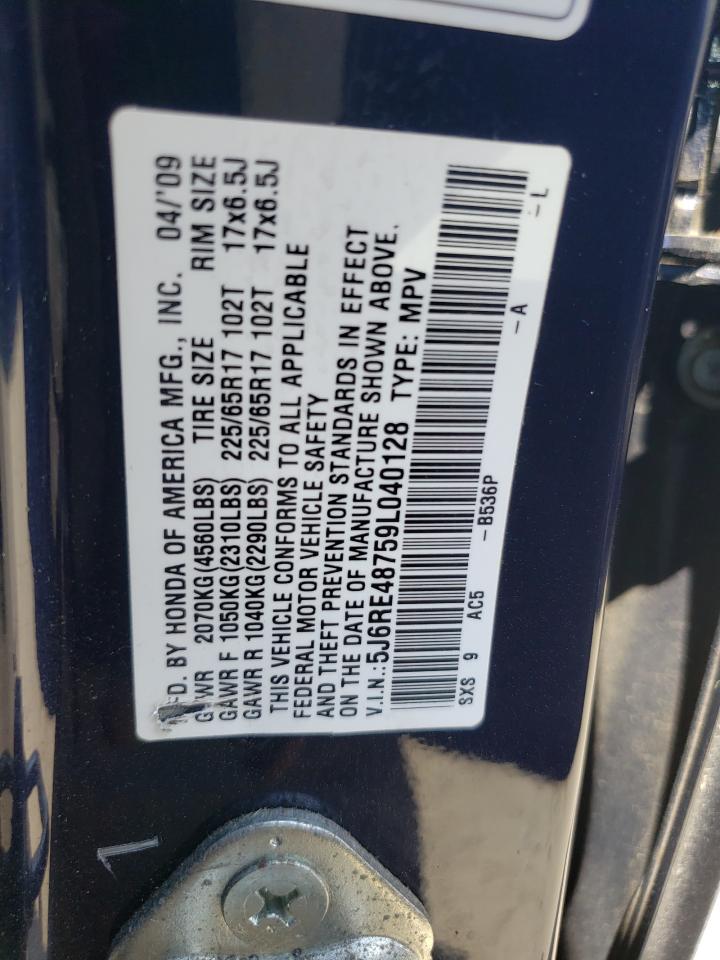 MFD. BY HONDA OF AMERICA MFG., INC. 04/'09
GVWR 2070KG(4560LBS) TIRE SIZE RIM SIZE
GAWR F 1050KG(2310LBS) 225/65R17 102T 17x6.5J
GAWR R 1040KG(2290LBS) 225/65R17 102T 17x6.5J
THIS VEHICLE CONFORMS TO ALL APPLICABLE
FEDERAL MOTOR VEHICLE SAFETY
AND THEFT PREVENTION STANDARDS IN EFFECT
ON THE DATE OF MANUFACTURE SHOWN ABOVE.
V.I.N.:5J6RE48759L040128 TYPE: MPV
SXS 9 AC5 -B536P -A -L